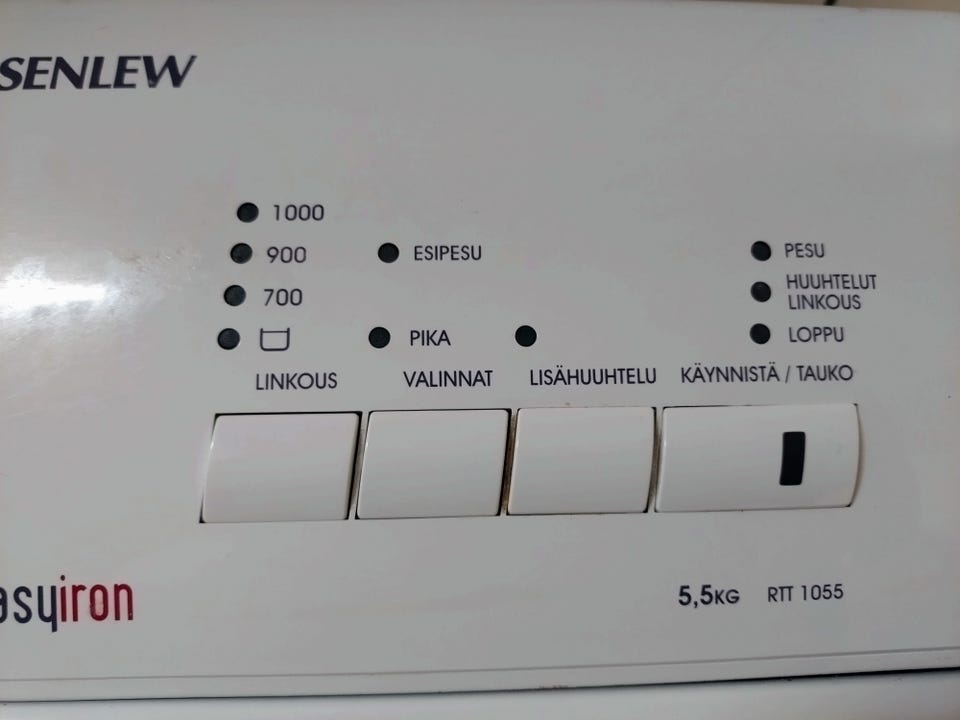 SENLEW
1000
900
700
ESIPESU
PIKA
PESU
HUUHTELUT
LINKOUS
LOPPU
LINKOUS
VALINNAT
LISÄHUUHTELU
KÄYNNISTÄ / TAUKO
asyiron
5,5KG RTT 1055